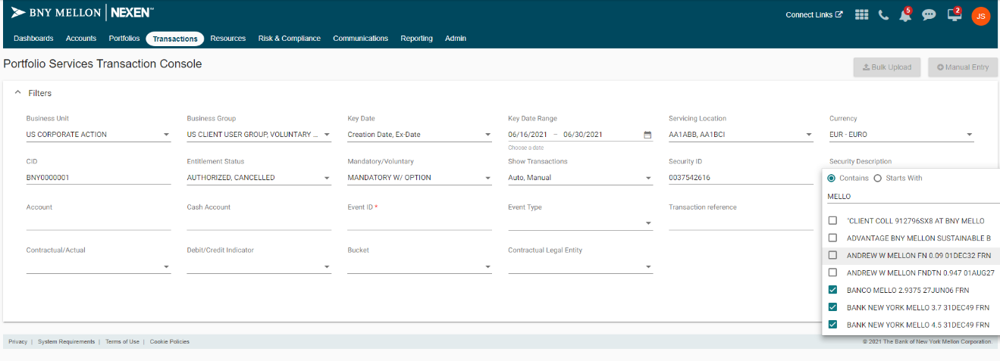 BNY MELLON | NEXEN™
Connect Links
5
2
JS
Dashboards Accounts Portfolios Transactions Resources Risk & Compliance Communications Reporting Admin
Portfolio Services Transaction Console
Bulk Upload Manual Entry
Filters
Business Unit Business Group Key Date Key Date Range Servicing Location Currency
US CORPORATE ACTION US CLIENT USER GROUP, VOLUNTARY ... Creation Date, Ex-Date 06/16/2021 – 06/30/2021 AA1ABB, AA1BCI EUR - EURO
Choose a date
CID Entitlement Status Mandatory/Voluntary Show Transactions Security ID Security Description
BNY0000001 AUTHORIZED, CANCELLED MANDATORY W/ OPTION Auto, Manual 0037542616
Contains Starts With
MELLO
Account Cash Account Event ID * Event Type Transaction reference
"CLIENT COLL 912796SX8 AT BNY MELLO
ADVANTAGE BNY MELLON SUSTAINABLE B
Contractual/Actual Debit/Credit Indicator Bucket Contractual Legal Entity
ANDREW W MELLON FN 0.09 01DEC32 FRN
ANDREW W MELLON FNDTN 0.947 01AUG27
BANCO MELLO 2.9375 27JUN06 FRN
BANK NEW YORK MELLO 3.7 31DEC49 FRN
BANK NEW YORK MELLO 4.5 31DEC49 FRN
Privacy | System Requirements | Terms of Use | Cookie Policies
© 2021 The Bank of New York Mellon Corporation.